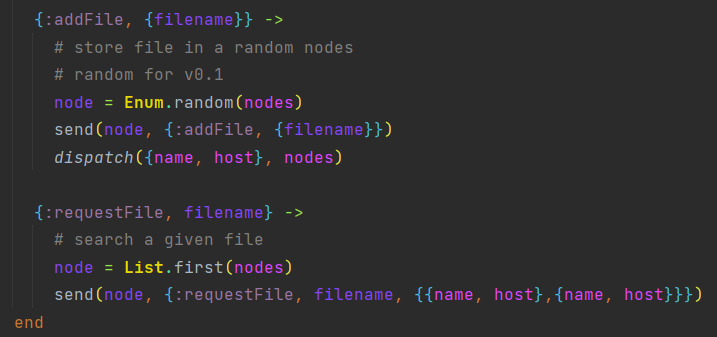 {:addFile, {filename}} ->
# store file in a random nodes
# random for v0.1
node = Enum.random(nodes)
send(node, {:addFile, {filename}})
dispatch({name, host}, nodes)
{:requestFile, filename} ->
# search a given file
node = List.first(nodes)
send(node, {:requestFile, filename, {{name, host},{name, host}}})
end